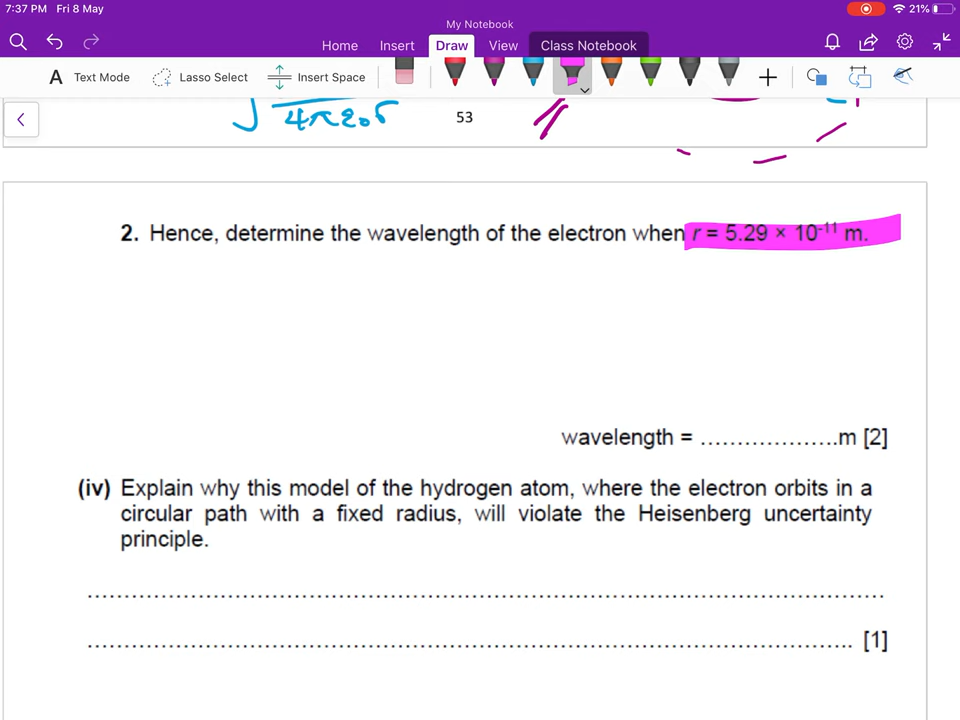 7:37 PM Fri 8 May
21%
My Notebook
Home Insert Draw View Class Notebook
A Text Mode Lasso Select Insert Space
4πε₀r
53
2. Hence, determine the wavelength of the electron when r = 5.29 × 10⁻¹¹ m.
wavelength = ………………..m [2]
(iv) Explain why this model of the hydrogen atom, where the electron orbits in a
circular path with a fixed radius, will violate the Heisenberg uncertainty
principle.
……………………………………………………………………………………………
……………………………………………………………………………………….. [1]